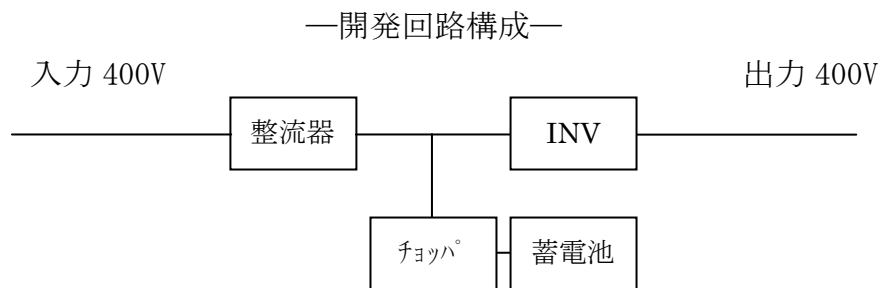 ―開発回路構成―
入力 400V
出力 400V
整流器
INV
ﾁｮｯﾊﾟ
蓄電池